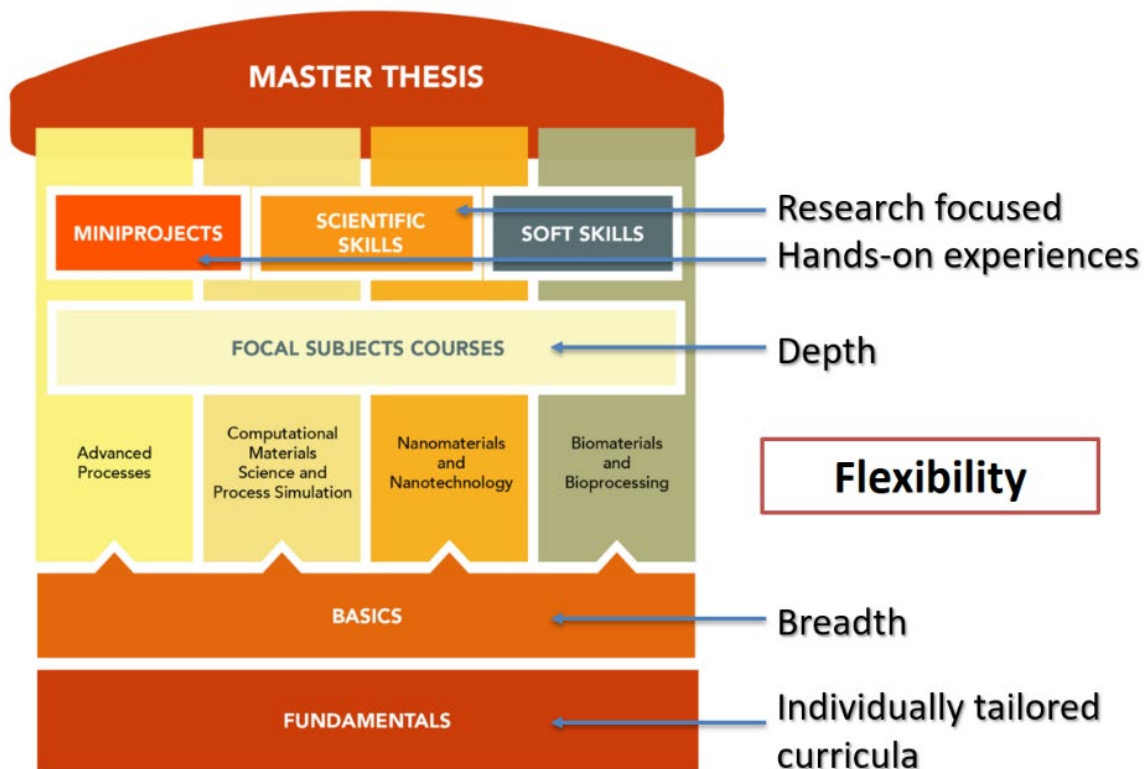 MASTER THESIS
MINIPROJECTS
SCIENTIFIC
SKILLS
SOFT SKILLS
Research focused
Hands-on experiences
FOCAL SUBJECTS COURSES
Depth
Advanced
Processes
Computational
Materials
Science and
Process Simulation
Nanomaterials
and
Nanotechnology
Biomaterials
and
Bioprocessing
Flexibility
BASICS
Breadth
FUNDAMENTALS
Individually tailored
curricula